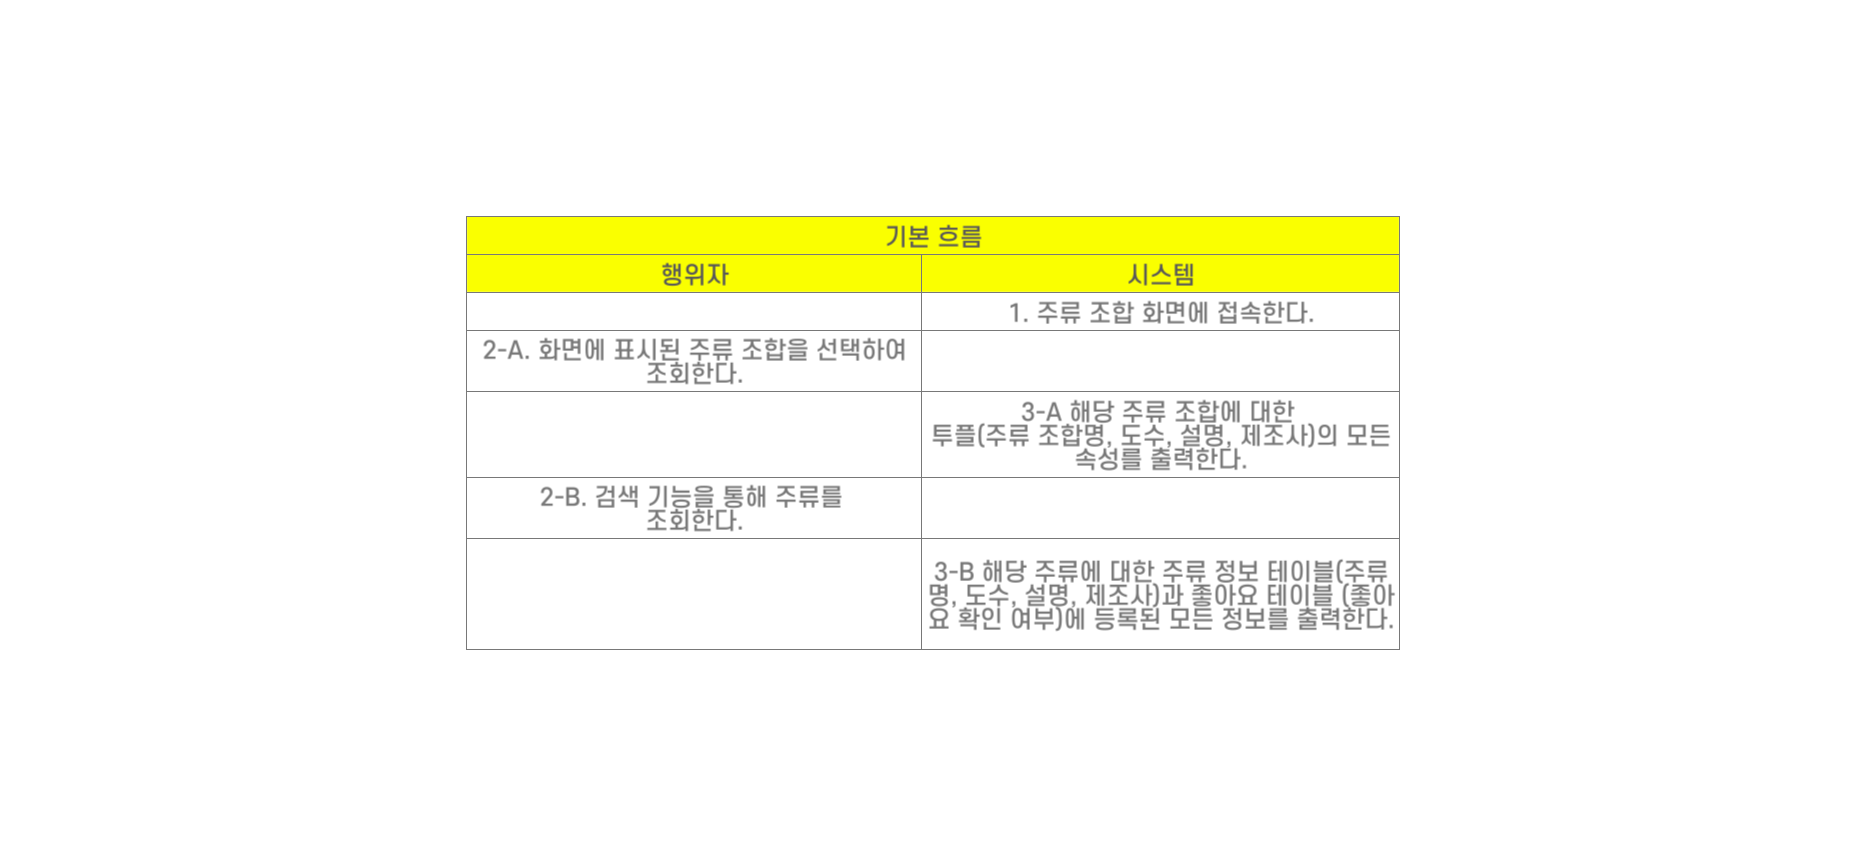 기본 흐름
행위자
시스템
1. 주류 조합 화면에 접속한다.
2-A. 화면에 표시된 주류 조합을 선택하여
조회한다.
3-A 해당 주류 조합에 대한
투플(주류 조합명, 도수, 설명, 제조사)의 모든
속성를 출력한다.
2-B. 검색 기능을 통해 주류를
조회한다.
3-B 해당 주류에 대한 주류 정보 테이블(주류
명, 도수, 설명, 제조사)과 좋아요 테이블 (좋아
요 확인 여부)에 등록된 모든 정보를 출력한다.